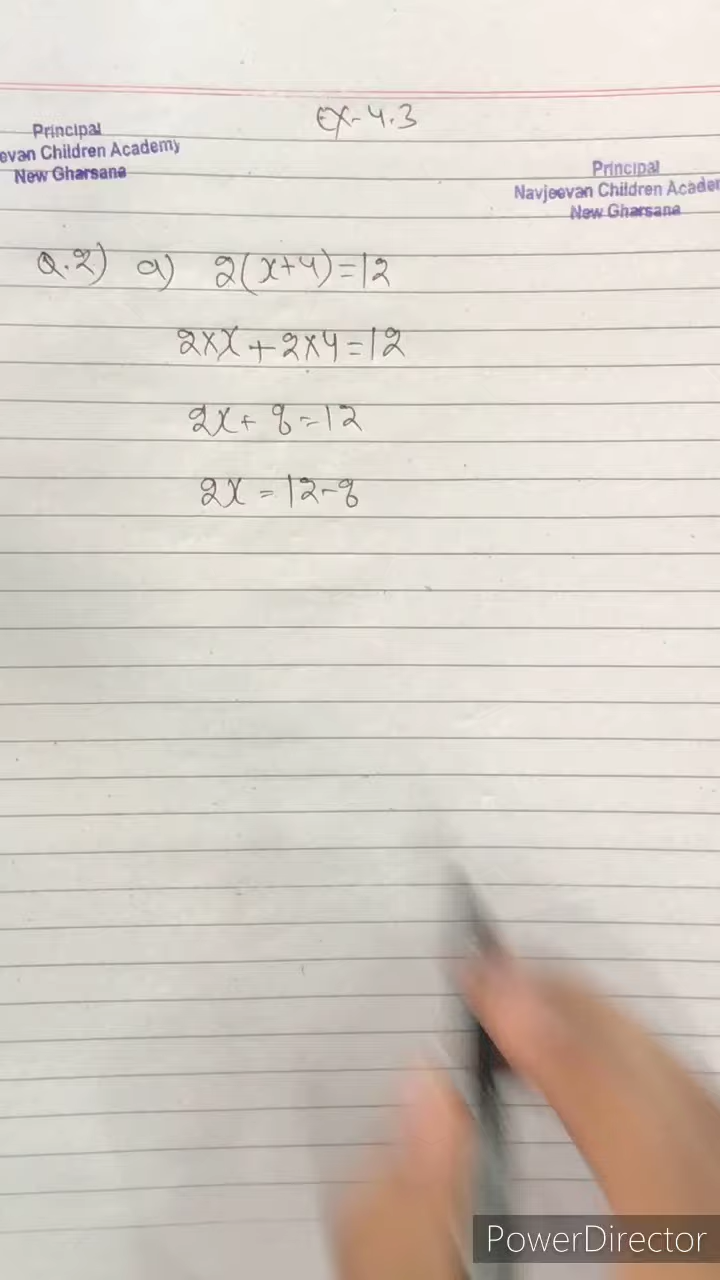 Ex-4.3
Principal
evan Children Academy
New Gharsana
Principal
Navjeevan Children Acade
New Gharsana
Q.2) a) 2(x+4)=12
2×x+2×4=12
2x+8=12
2x=12-8
PowerDirector